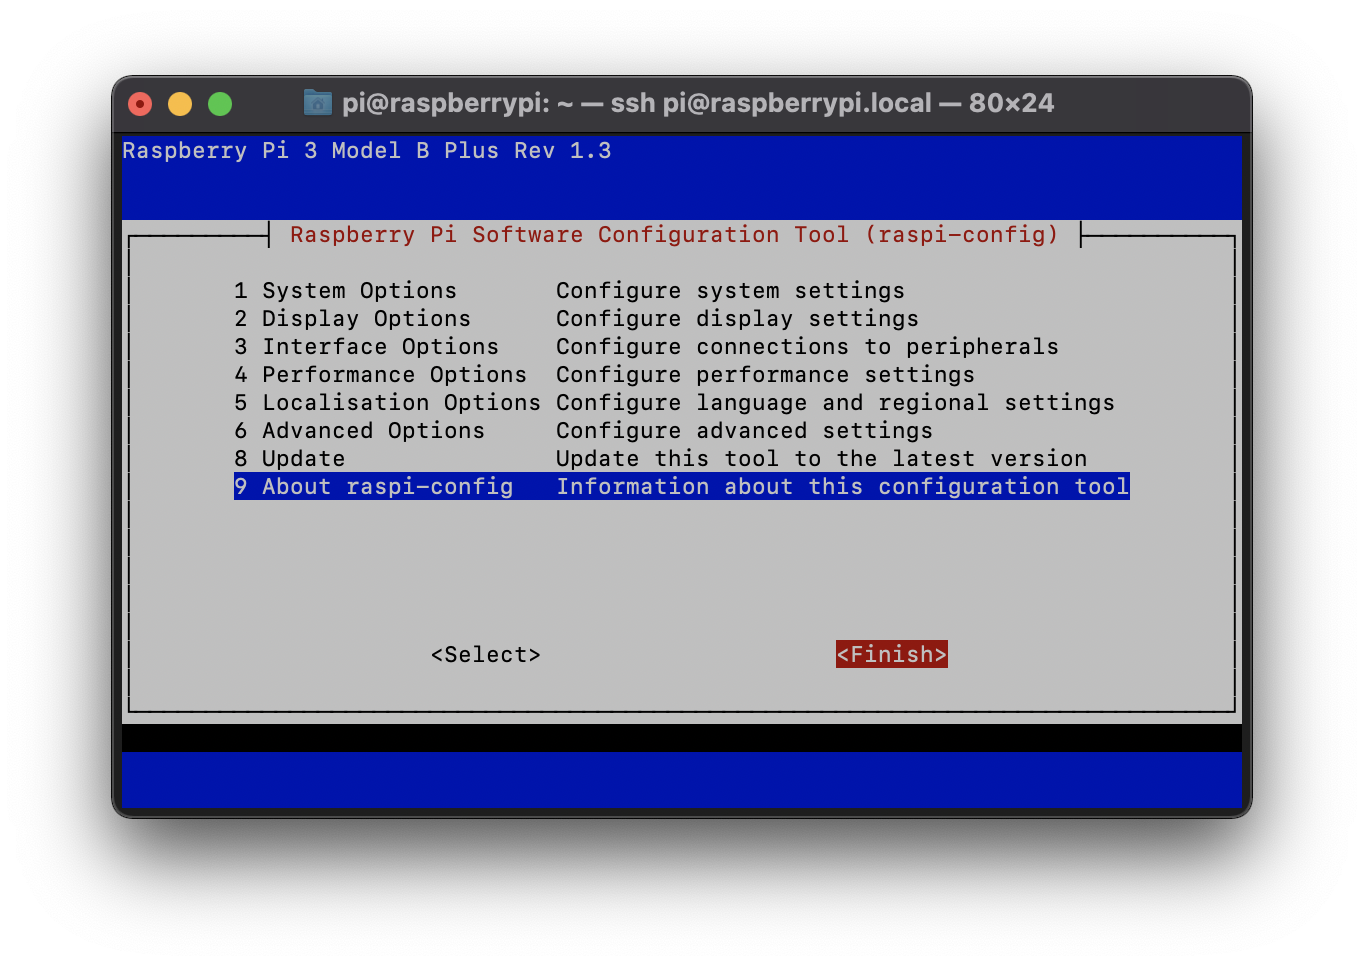 pi@raspberrypi: ~ — ssh pi@raspberrypi.local — 80×24
Raspberry Pi 3 Model B Plus Rev 1.3
Raspberry Pi Software Configuration Tool (raspi-config)
1 System Options Configure system settings
2 Display Options Configure display settings
3 Interface Options Configure connections to peripherals
4 Performance Options Configure performance settings
5 Localisation Options Configure language and regional settings
6 Advanced Options Configure advanced settings
8 Update Update this tool to the latest version
9 About raspi-config Information about this configuration tool
<Select> <Finish>